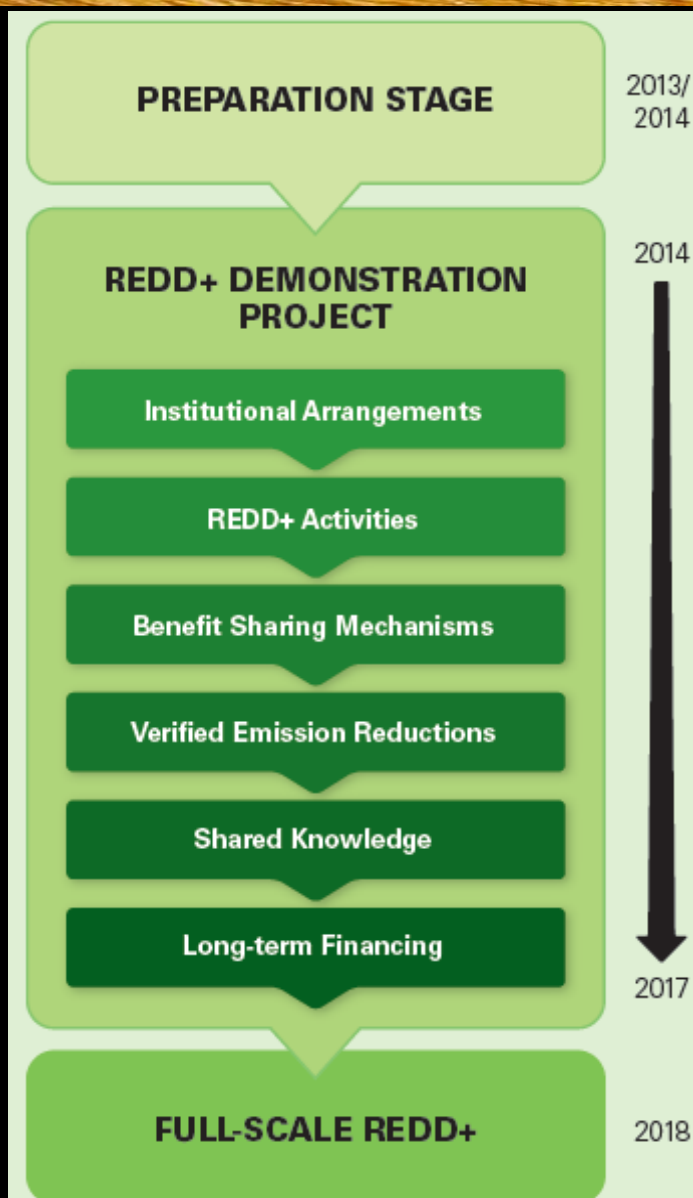 PREPARATION STAGE
2013/
2014
2014
REDD+ DEMONSTRATION
PROJECT
Institutional Arrangements
REDD+ Activities
Benefit Sharing Mechanisms
Verified Emission Reductions
Shared Knowledge
Long-term Financing
2017
FULL-SCALE REDD+
2018